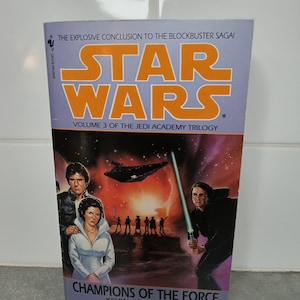 THE EXPLOSIVE CONCLUSION TO THE BLOCKBUSTER SAGA!
STAR
WARS®
VOLUME 3 OF THE JEDI ACADEMY TRILOGY
CHAMPIONS OF THE FORCE